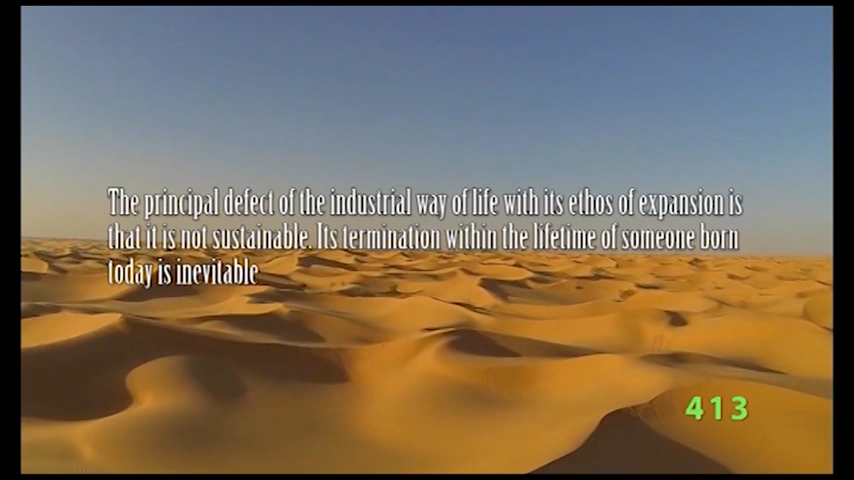 The principal defect of the industrial way of life with its ethos of expansion is
that it is not sustainable. Its termination within the lifetime of someone born
today is inevitable
413